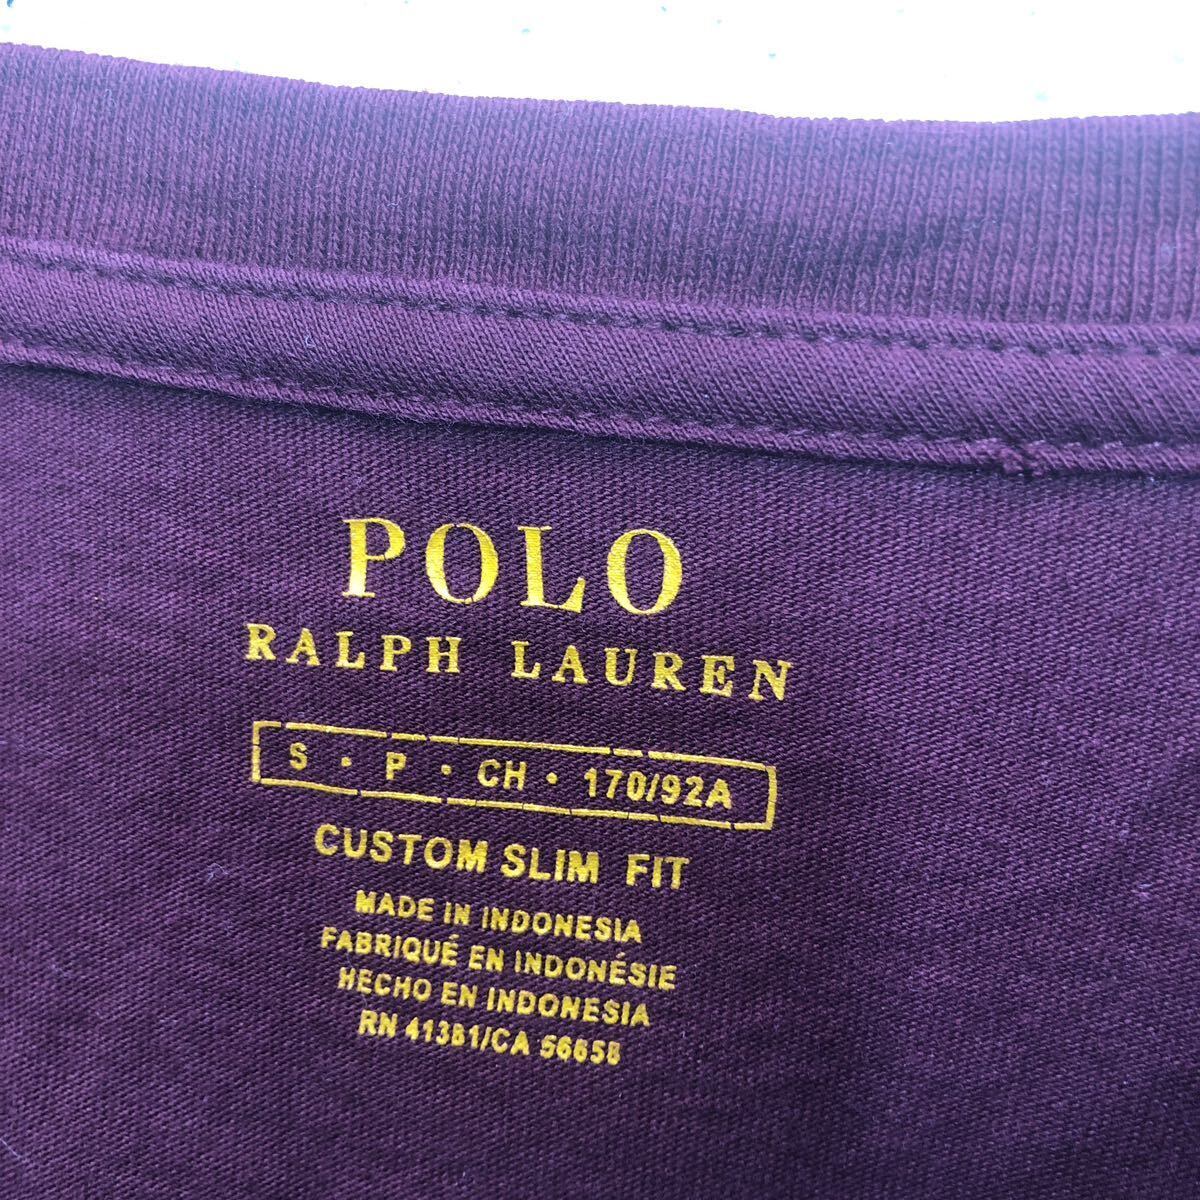 POLO
RALPH LAUREN
S • P • CH • 170/92A
CUSTOM SLIM FIT
MADE IN INDONESIA
FABRIQUÉ EN INDONÉSIE
HECHO EN INDONESIA
RN 41381/CA 56658